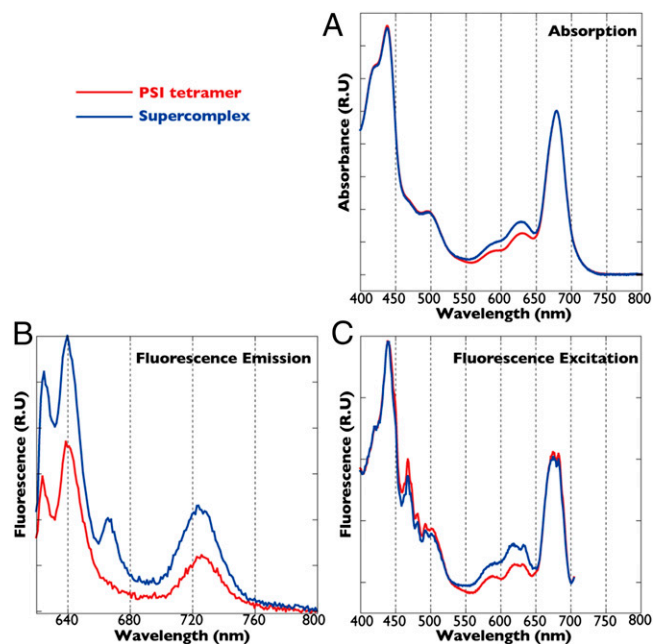 A
Absorption
PSI tetramer
Supercomplex
Absorbance (R.U)
400 450 500 550 600 650 700 750 800
Wavelength (nm)
B
Fluorescence Emission
Fluorescence (R.U)
640 680 720 760 800
Wavelength (nm)
C
Fluorescence Excitation
Fluorescence (R.U)
400 450 500 550 600 650 700 750 800
Wavelength (nm)